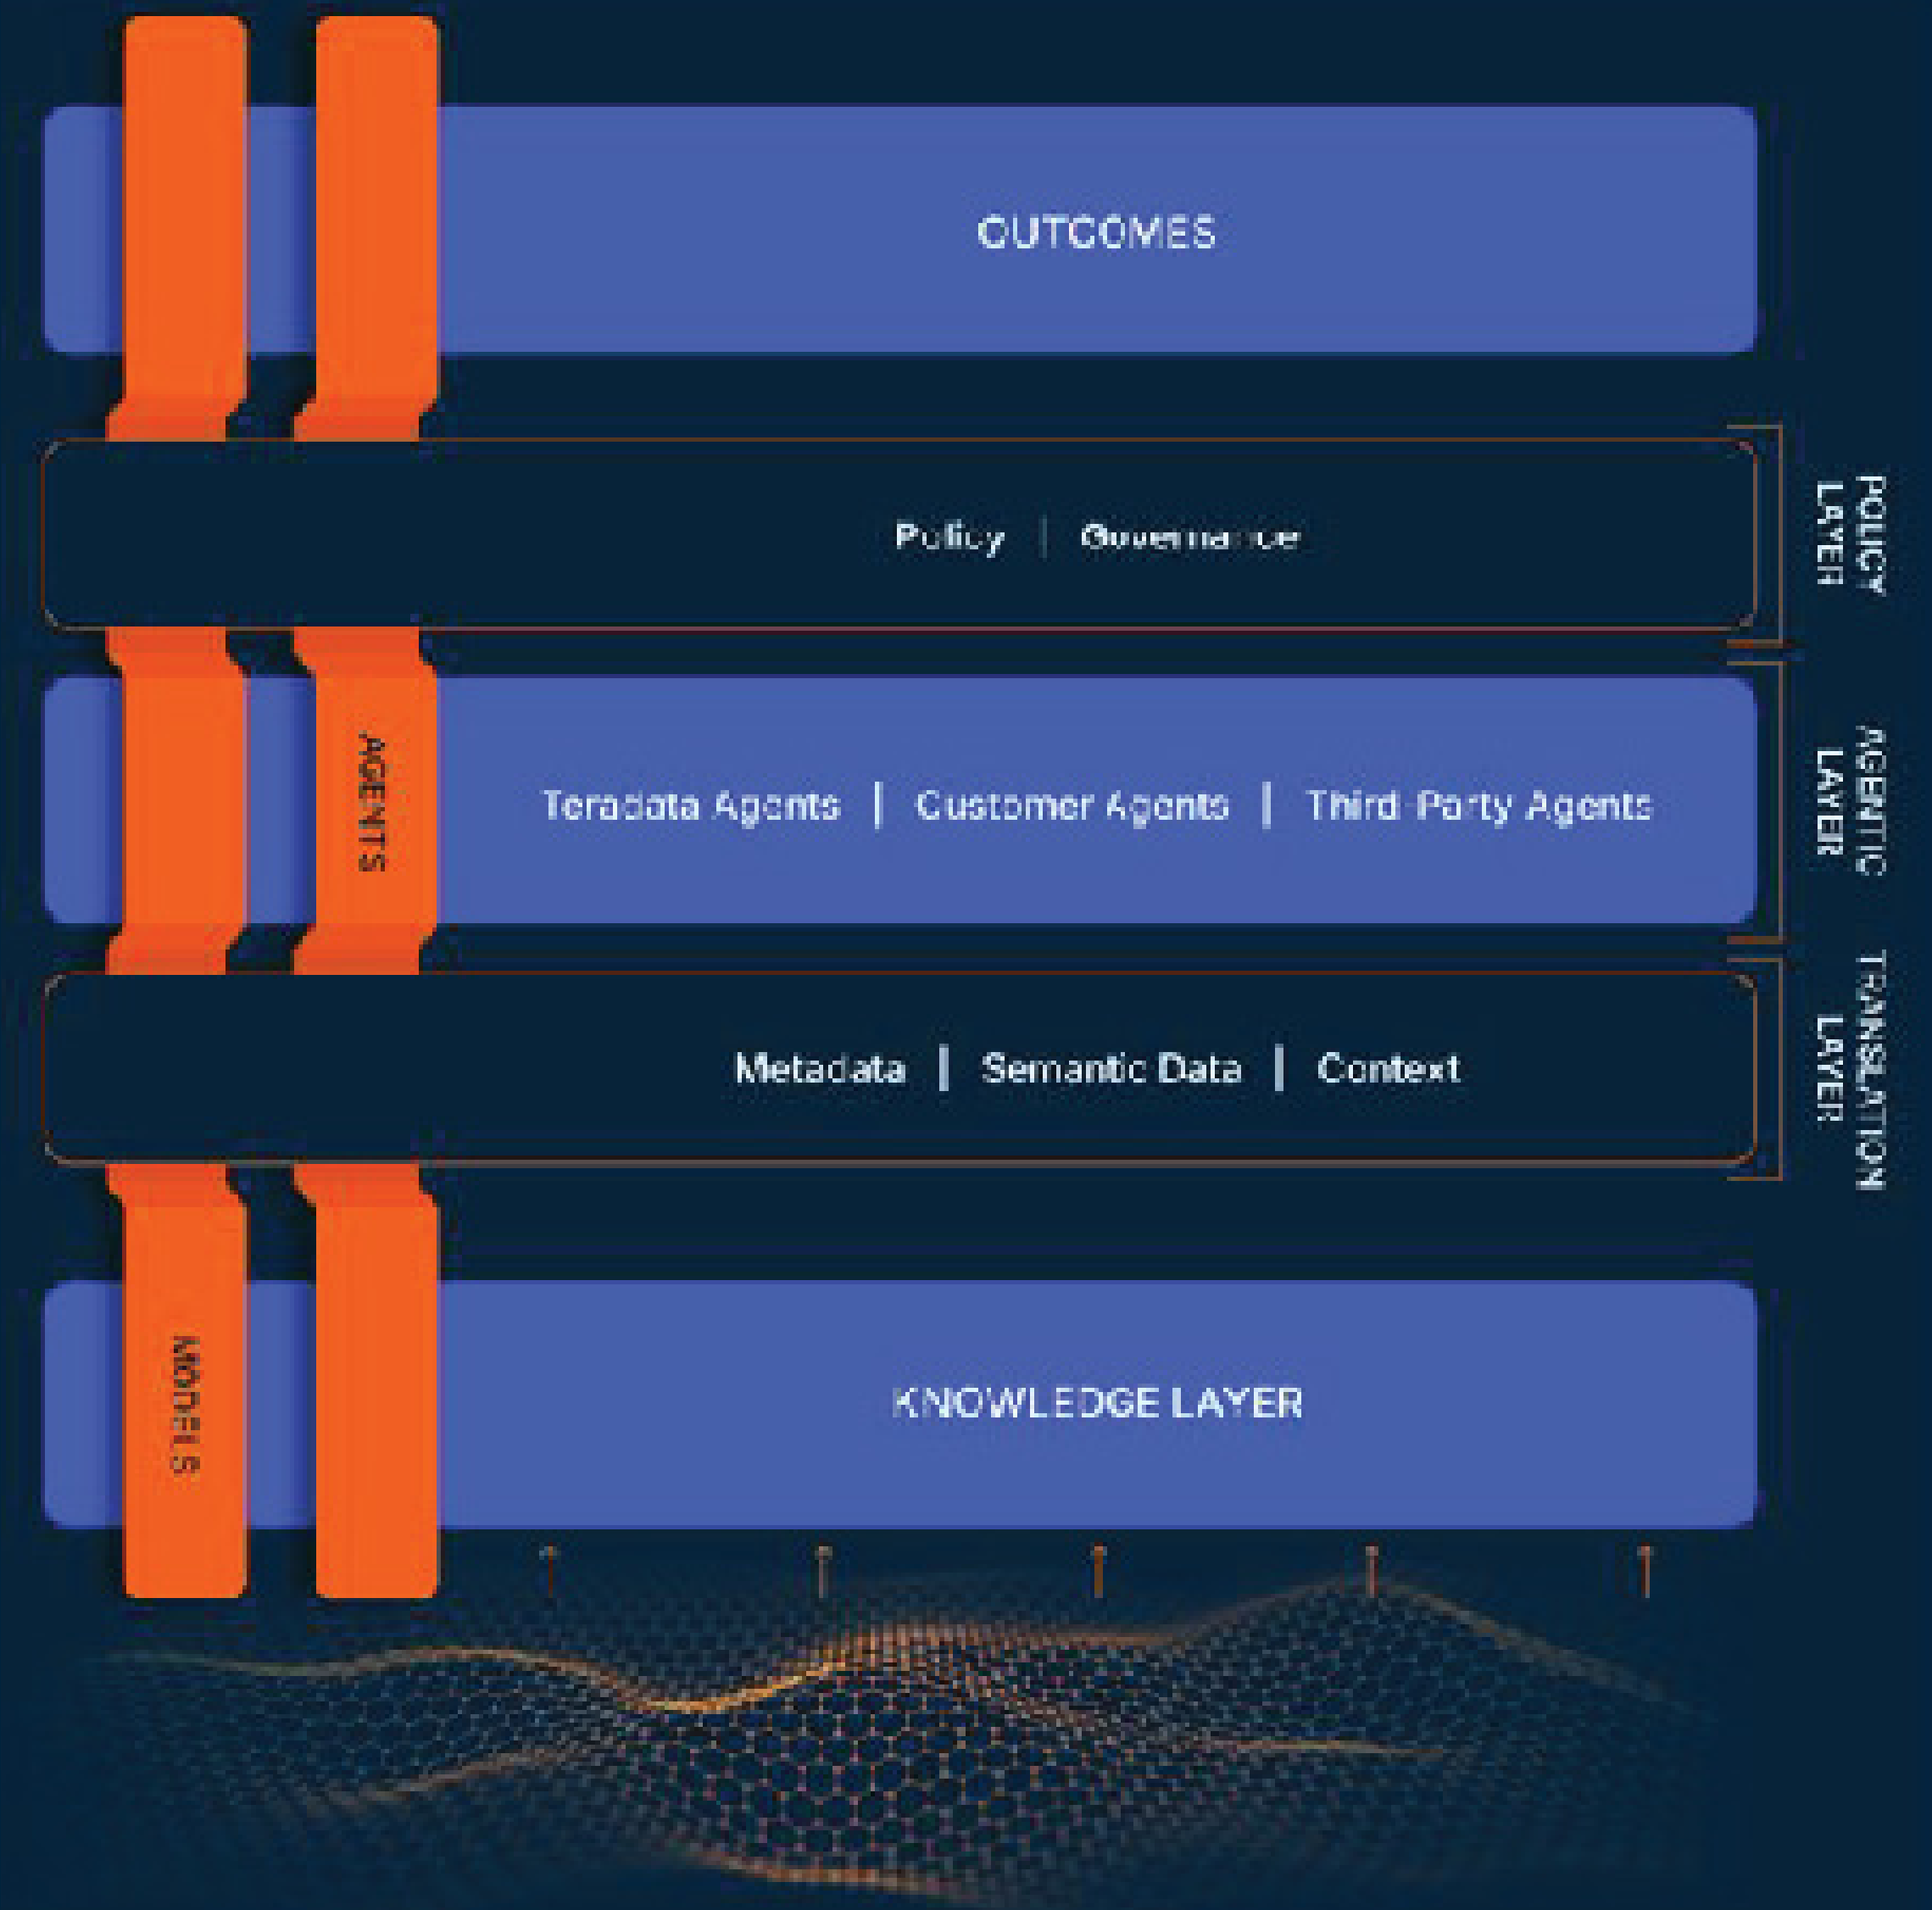 OUTCOMES
Policy | Governance
POLICY
LAYER
AGENTS
Teradata Agents | Customer Agents | Third-Party Agents
AGENTIC
LAYER
Metadata | Semantic Data | Context
TRANSLATION
LAYER
MODELS
KNOWLEDGE LAYER